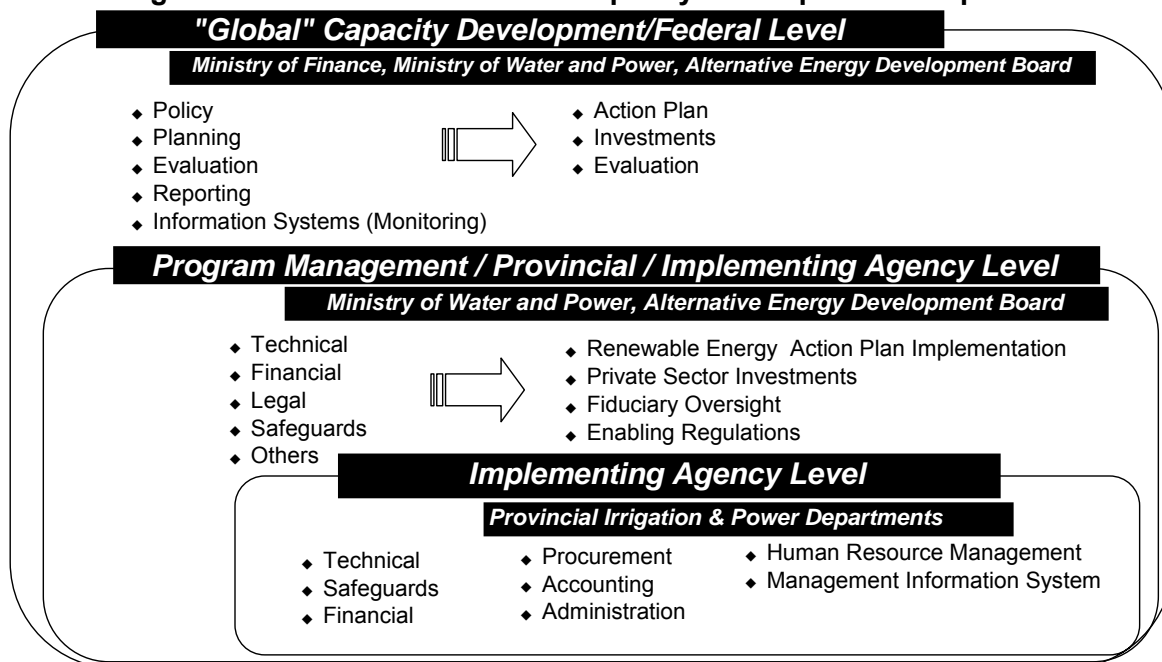 "Global" Capacity Development/Federal Level
Ministry of Finance, Ministry of Water and Power, Alternative Energy Development Board
◆ Policy
◆ Planning
◆ Evaluation
◆ Reporting
◆ Information Systems (Monitoring)
◆ Action Plan
◆ Investments
◆ Evaluation
Program Management / Provincial / Implementing Agency Level
Ministry of Water and Power, Alternative Energy Development Board
◆ Technical
◆ Financial
◆ Legal
◆ Safeguards
◆ Others
◆ Renewable Energy Action Plan Implementation
◆ Private Sector Investments
◆ Fiduciary Oversight
◆ Enabling Regulations
Implementing Agency Level
Provincial Irrigation & Power Departments
◆ Technical
◆ Safeguards
◆ Financial
◆ Procurement
◆ Accounting
◆ Administration
◆ Human Resource Management
◆ Management Information System